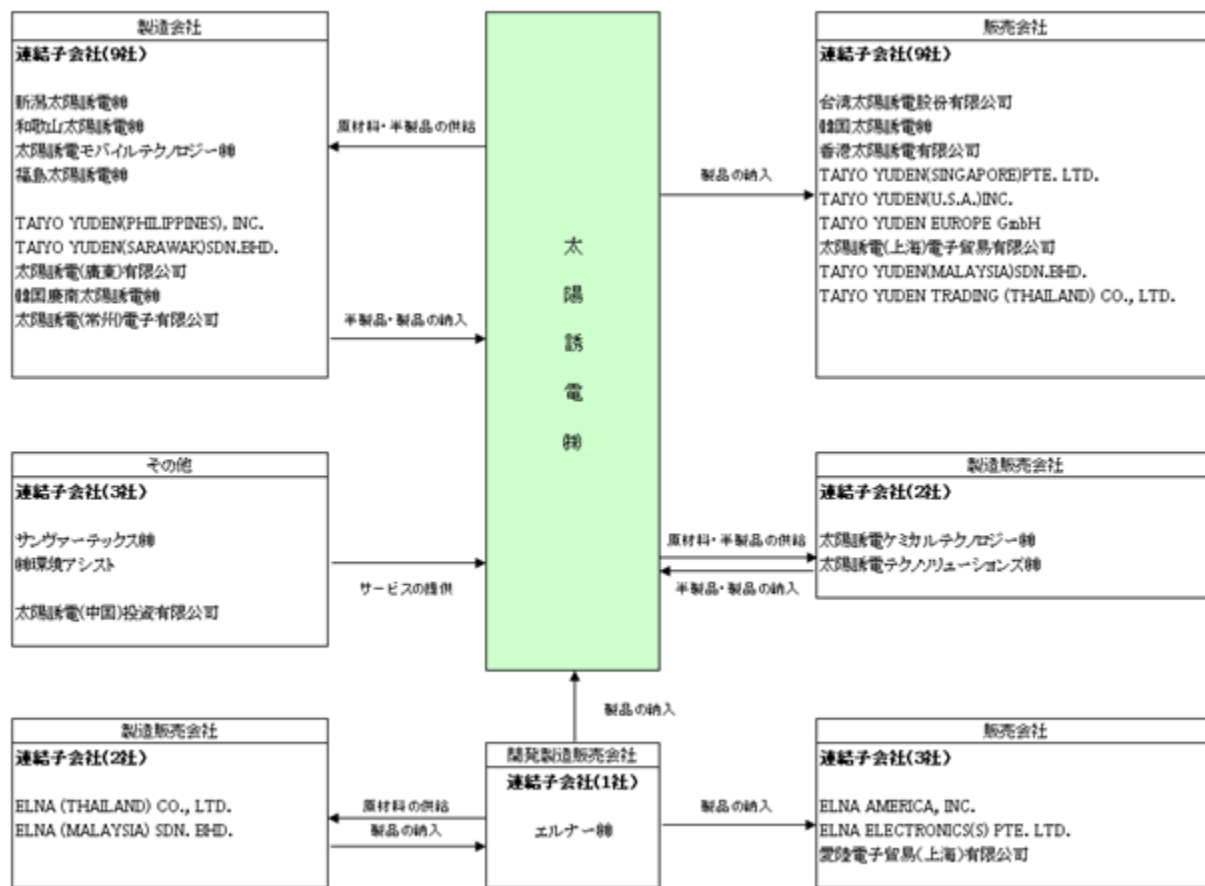 製造会社
連結子会社(9社)
新潟太陽誘電㈱
和歌山太陽誘電㈱
太陽誘電モバイルテクノロジー㈱
福島太陽誘電㈱
TAIYO YUDEN(PHILIPPINES), INC.
TAIYO YUDEN(SARAWAK)SDN.BHD.
太陽誘電(廣東)有限公司
韓国慶南太陽誘電㈱
太陽誘電(常州)電子有限公司
原材料・半製品の供給
半製品・製品の納入
太
陽
誘
電
㈱
製品の納入
販売会社
連結子会社(9社)
台湾太陽誘電股份有限公司
韓国太陽誘電㈱
香港太陽誘電有限公司
TAIYO YUDEN(SINGAPORE)PTE. LTD.
TAIYO YUDEN(U.S.A.)INC.
TAIYO YUDEN EUROPE GmbH
太陽誘電(上海)電子貿易有限公司
TAIYO YUDEN(MALAYSIA)SDN.BHD.
TAIYO YUDEN TRADING (THAILAND) CO., LTD.
その他
連結子会社(3社)
サンヴァーテックス㈱
㈱環境アシスト
太陽誘電(中国)投資有限公司
サービスの提供
原材料・半製品の供給
半製品・製品の納入
製造販売会社
連結子会社(2社)
太陽誘電ケミカルテクノロジー㈱
太陽誘電テクノソリューションズ㈱
製品の納入
製造販売会社
連結子会社(2社)
ELNA (THAILAND) CO., LTD.
ELNA (MALAYSIA) SDN. BHD.
原材料の供給
製品の納入
開発製造販売会社
連結子会社(1社)
エルナー㈱
製品の納入
販売会社
連結子会社(3社)
ELNA AMERICA, INC.
ELNA ELECTRONICS(S) PTE. LTD.
愛陸電子貿易(上海)有限公司